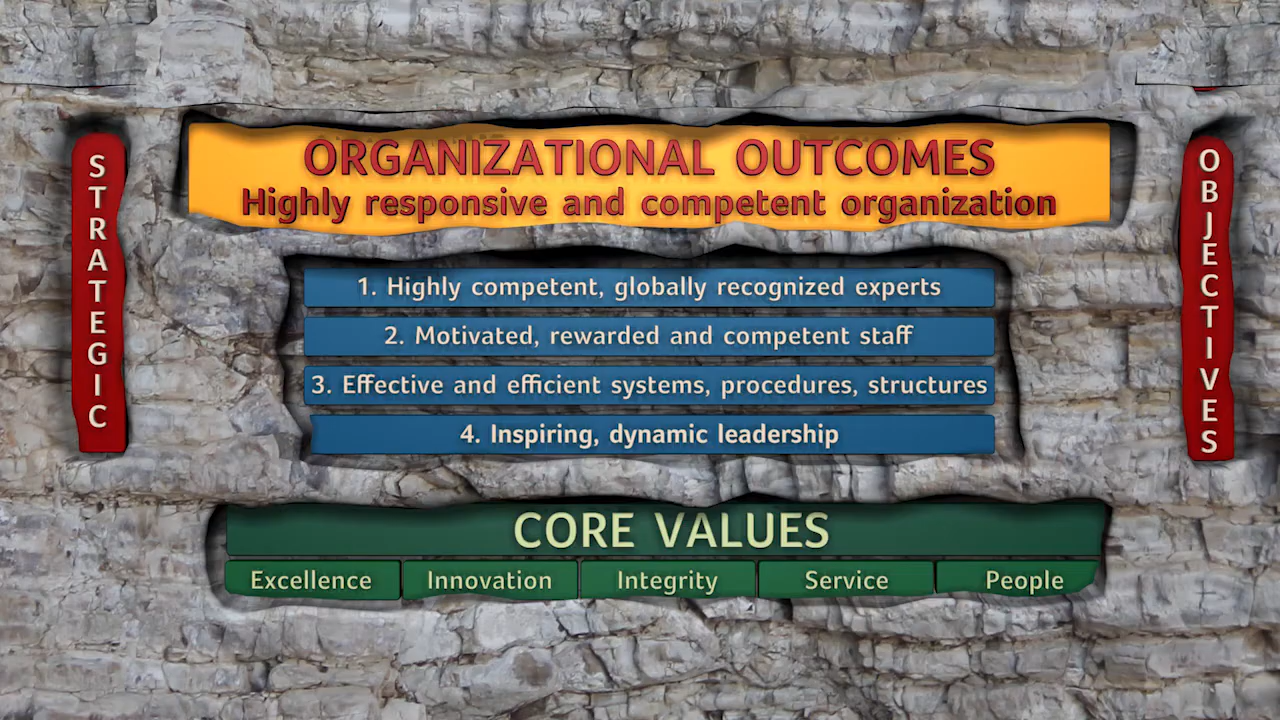 STRATEGIC
ORGANIZATIONAL OUTCOMES
Highly responsive and competent organization
1. Highly competent, globally recognized experts
2. Motivated, rewarded and competent staff
3. Effective and efficient systems, procedures, structures
4. Inspiring, dynamic leadership
OBJECTIVES
CORE VALUES
Excellence Innovation Integrity Service People